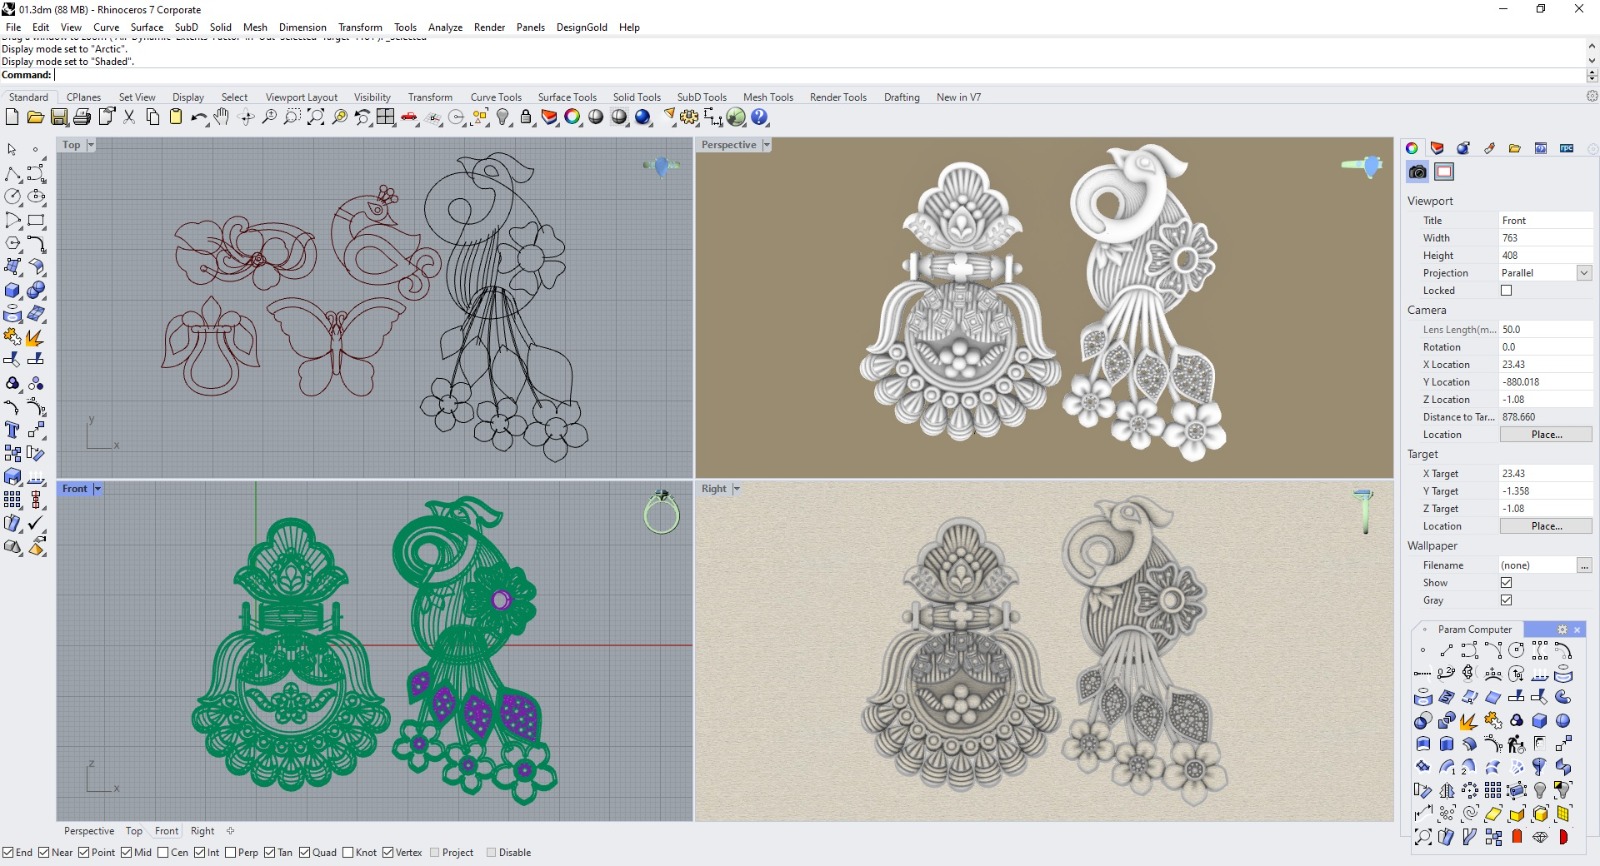 01.3dm (88 MB) - Rhinoceros 7 Corporate
File Edit View Curve Surface SubD Solid Mesh Dimension Transform Tools Analyze Render Panels DesignGold Help
Display mode set to "Arctic".
Display mode set to "Shaded".
Command:
Standard CPlanes Set View Display Select Viewport Layout Visibility Transform Curve Tools Surface Tools Solid Tools SubD Tools Mesh Tools Render Tools Drafting New in V7
Top
Perspective
y
x
Front
Right
z
x
Viewport
Title Front
Width 763
Height 408
Projection Parallel
Locked
Camera
Lens Length(m... 50.0
Rotation 0.0
X Location 23.43
Y Location -880.018
Z Location -1.08
Distance to Tar... 878.660
Location Place...
Target
X Target 23.43
Y Target -1.358
Z Target -1.08
Location Place...
Wallpaper
Filename (none) ...
Show
Gray
Param Computer
Perspective Top Front Right
End Near Point Mid Cen Int Perp Tan Quad Knot Vertex Project Disable